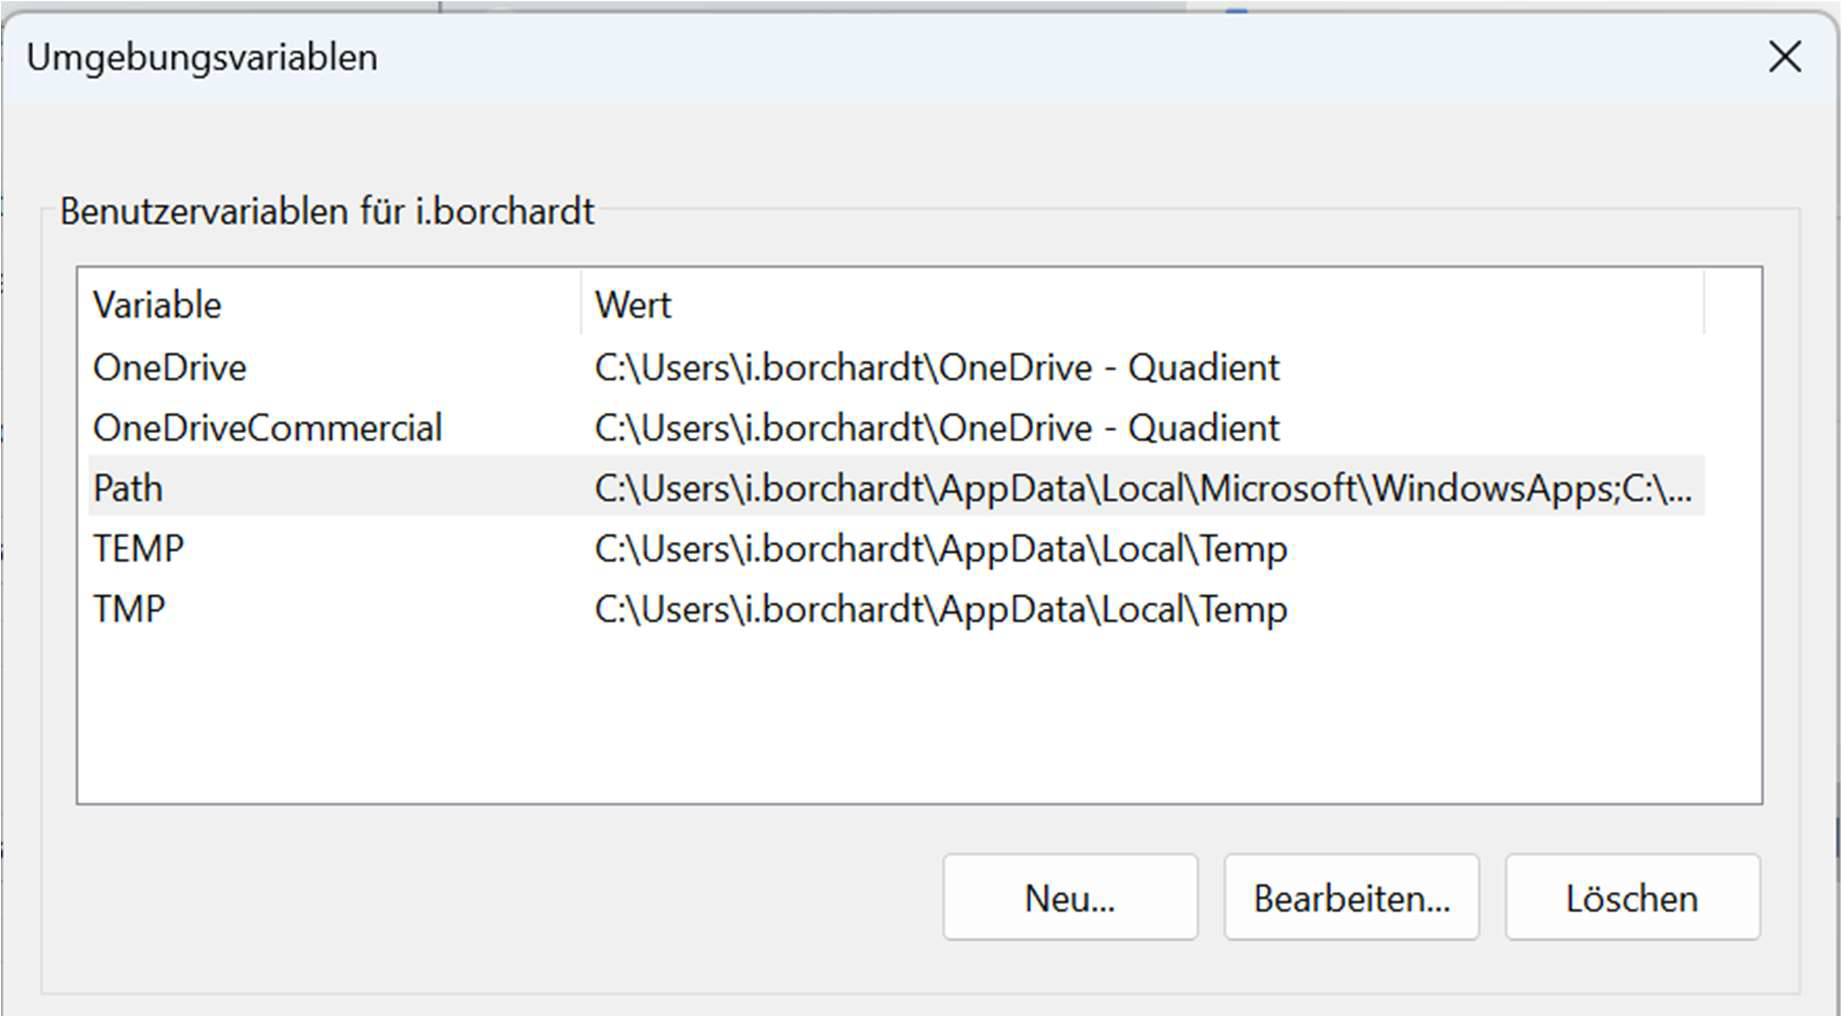 Umgebungsvariablen
Benutzervariablen für i.borchardt
Variable Wert
OneDrive C:\Users\i.borchardt\OneDrive - Quadient
OneDriveCommercial C:\Users\i.borchardt\OneDrive - Quadient
Path C:\Users\i.borchardt\AppData\Local\Microsoft\WindowsApps;C:\...
TEMP C:\Users\i.borchardt\AppData\Local\Temp
TMP C:\Users\i.borchardt\AppData\Local\Temp
Neu... Bearbeiten... Löschen